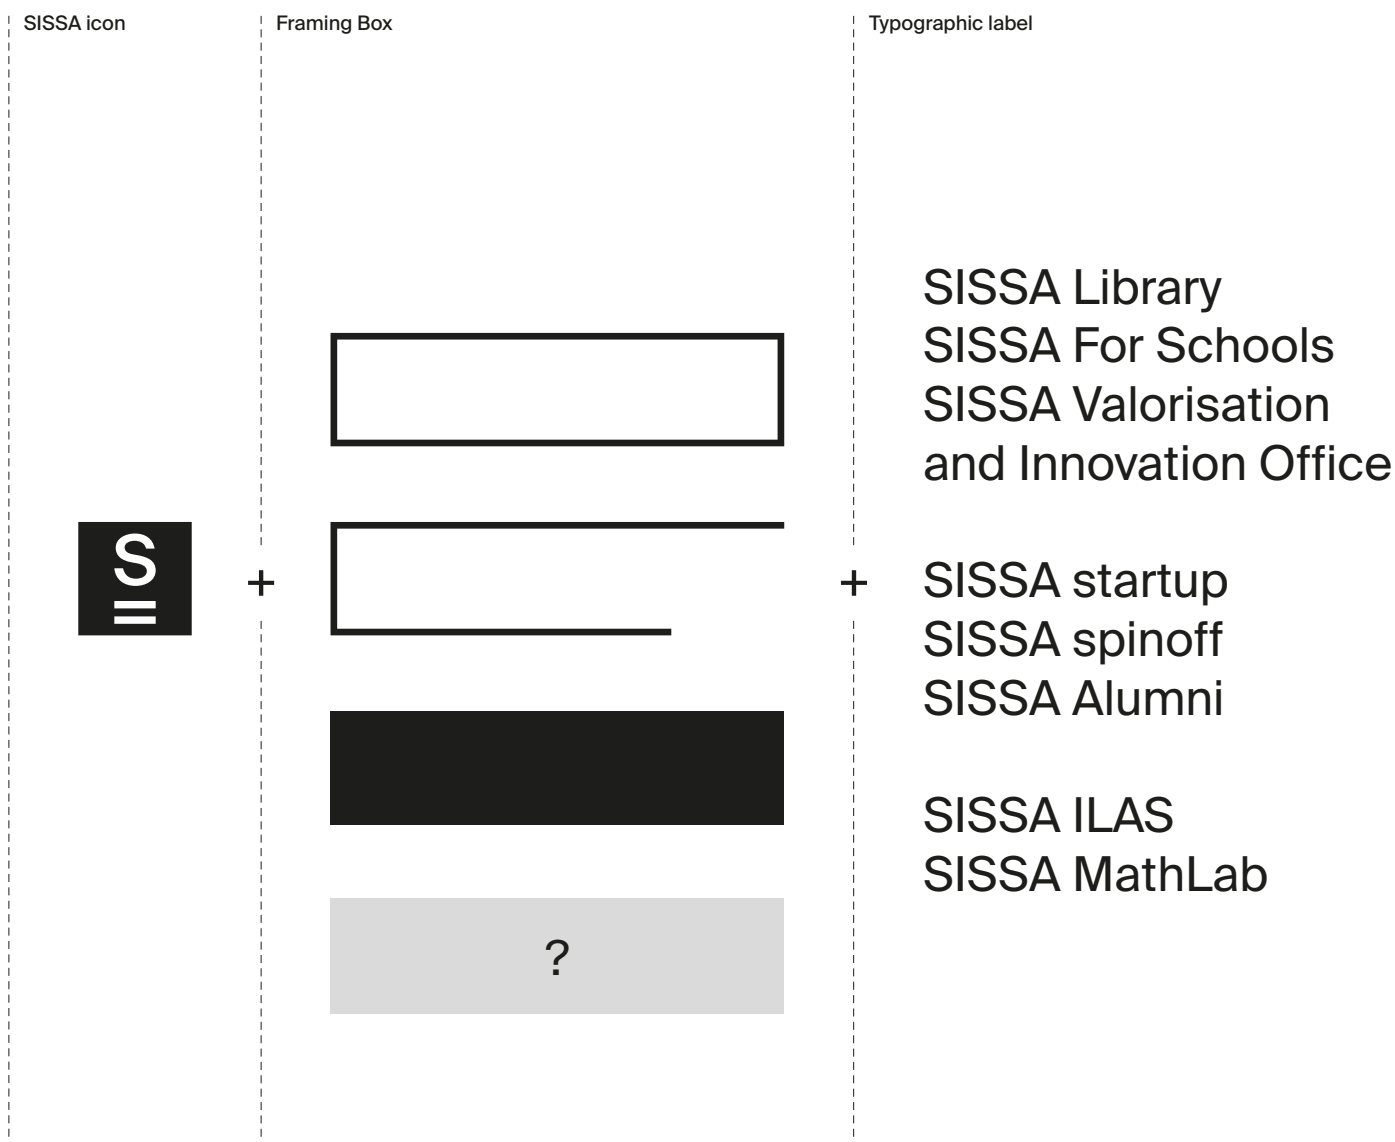 SISSA icon
Framing Box
Typographic label
S
+
+
?
SISSA Library
SISSA For Schools
SISSA Valorisation
and Innovation Office
SISSA startup
SISSA spinoff
SISSA Alumni
SISSA ILAS
SISSA MathLab